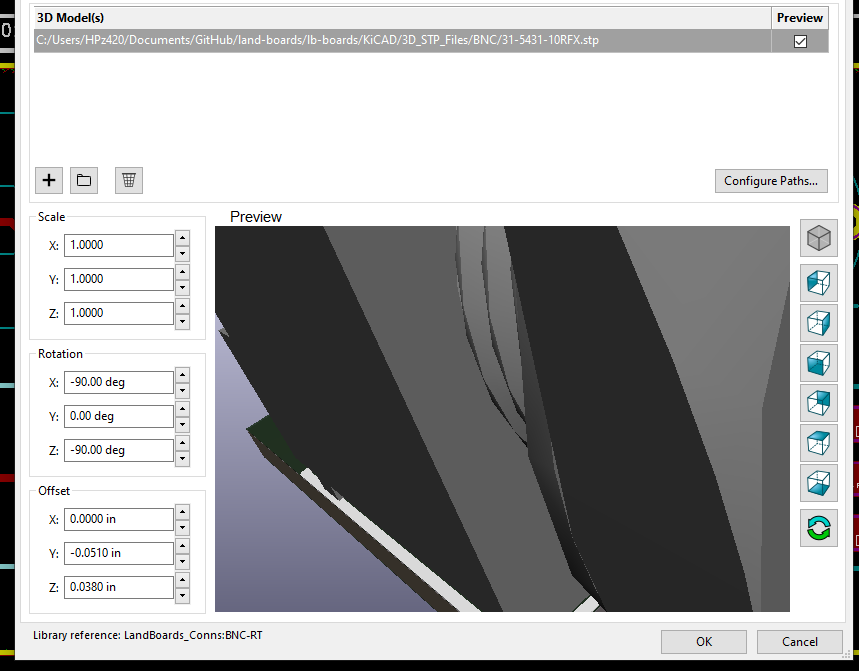 3D Model(s) Preview
C:/Users/HPz420/Documents/GitHub/land-boards/lb-boards/KiCAD/3D_STP_Files/BNC/31-5431-10RFX.stp
Configure Paths...
Scale
X: 1.0000
Y: 1.0000
Z: 1.0000
Rotation
X: -90.00 deg
Y: 0.00 deg
Z: -90.00 deg
Offset
X: 0.0000 in
Y: -0.0510 in
Z: 0.0380 in
Preview
Library reference: LandBoards_Conns:BNC-RT
OK Cancel